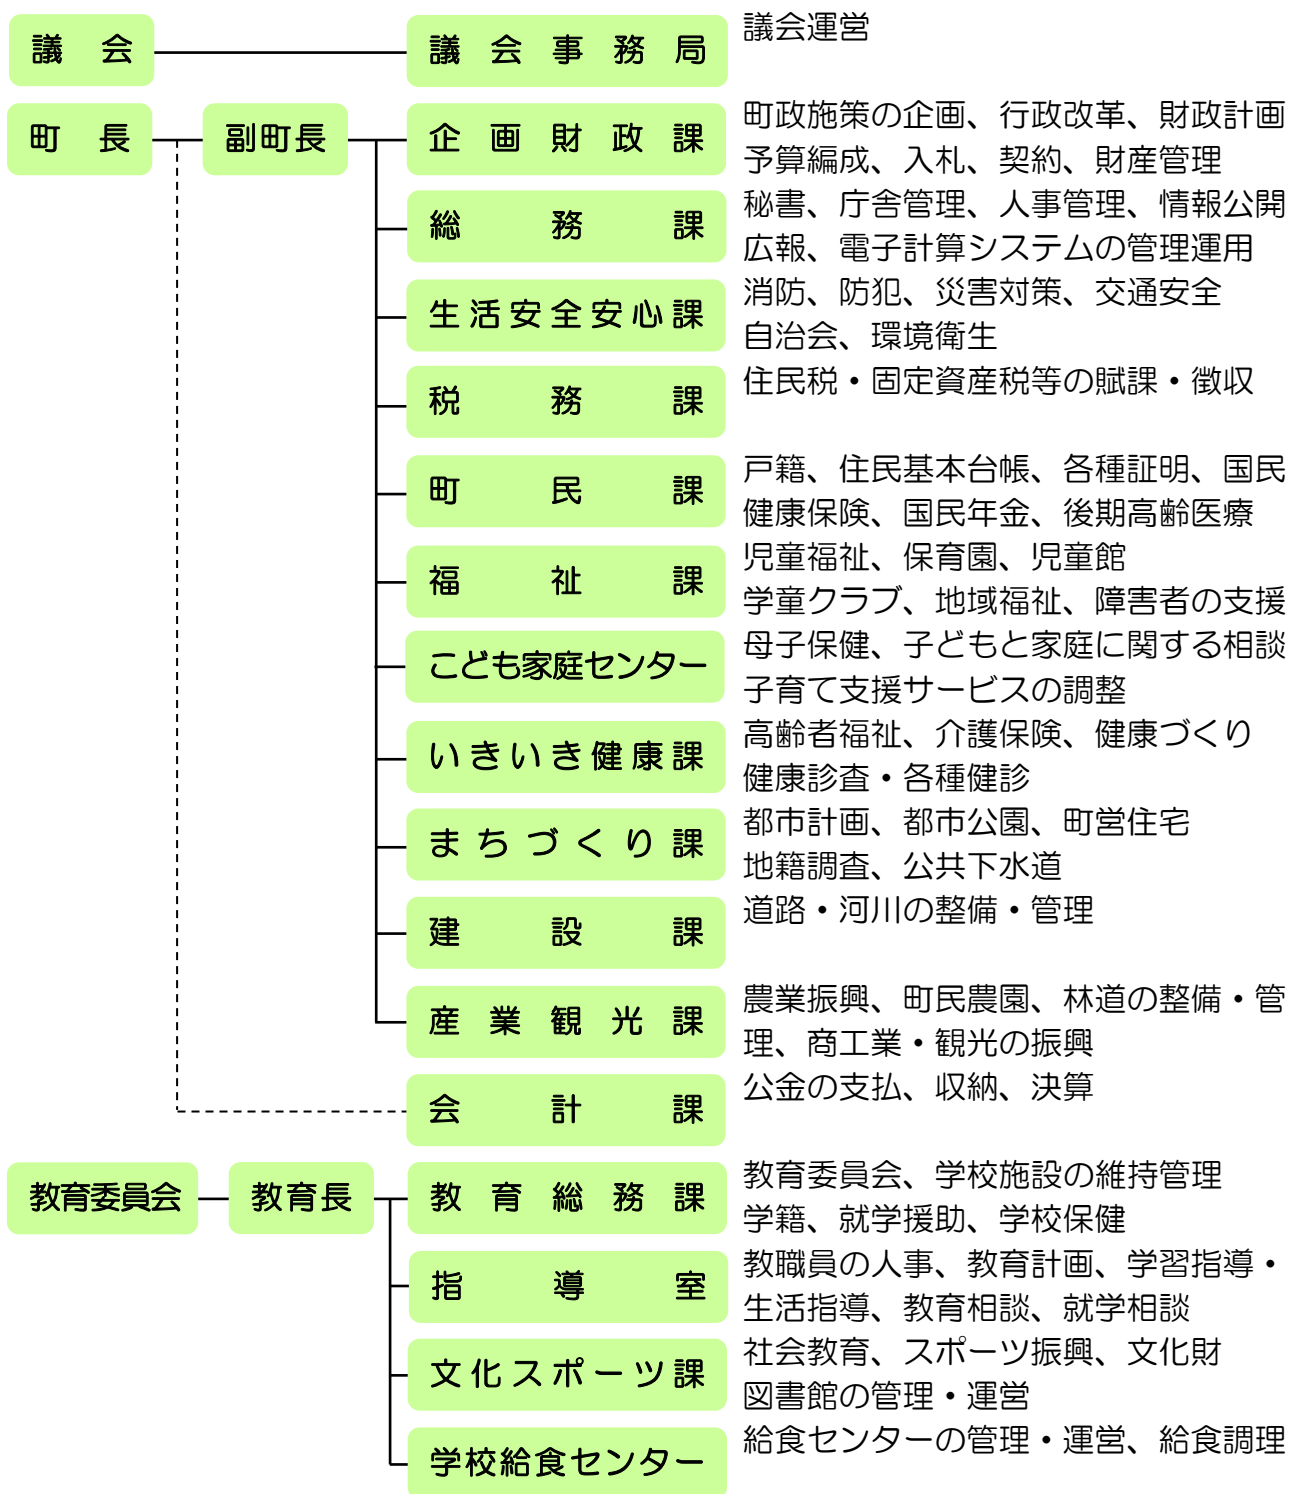 議会
議会事務局
議会運営
町長
副町長
企画財政課
町政施策の企画、行政改革、財政計画
予算編成、入札、契約、財産管理
総務課
秘書、庁舎管理、人事管理、情報公開
広報、電子計算システムの管理運用
生活安全安心課
消防、防犯、災害対策、交通安全
自治会、環境衛生
税務課
住民税・固定資産税等の賦課・徴収
町民課
戸籍、住民基本台帳、各種証明、国民
健康保険、国民年金、後期高齢医療
福祉課
児童福祉、保育園、児童館
学童クラブ、地域福祉、障害者の支援
こども家庭センター
母子保健、子どもと家庭に関する相談
子育て支援サービスの調整
いきいき健康課
高齢者福祉、介護保険、健康づくり
健康診査・各種健診
まちづくり課
都市計画、都市公園、町営住宅
地籍調査、公共下水道
建設課
道路・河川の整備・管理
産業観光課
農業振興、町民農園、林道の整備・管
理、商工業・観光の振興
会計課
公金の支払、収納、決算
教育委員会
教育長
教育総務課
教育委員会、学校施設の維持管理
学籍、就学援助、学校保健
指導室
教職員の人事、教育計画、学習指導・
生活指導、教育相談、就学相談
文化スポーツ課
社会教育、スポーツ振興、文化財
図書館の管理・運営
学校給食センター
給食センターの管理・運営、給食調理